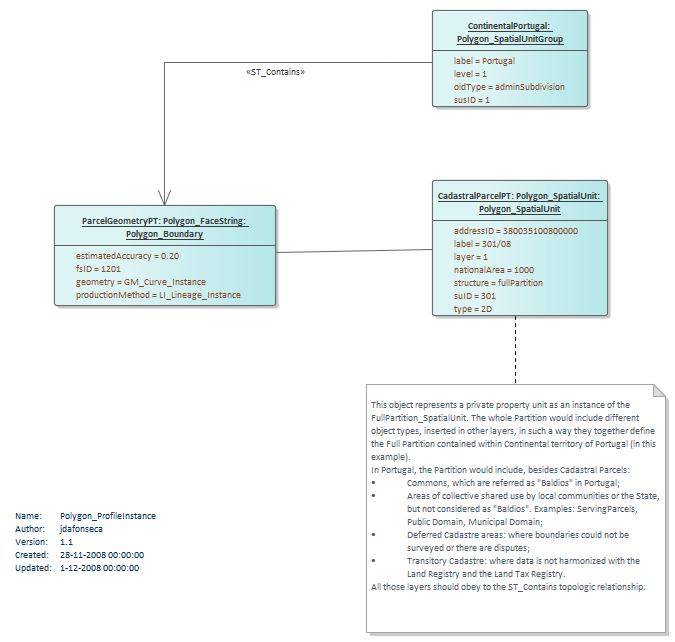 ContinentalPortugal:
Polygon_SpatialUnitGroup
label = Portugal
level = 1
oidType = adminSubdivision
susID = 1
«ST_Contains»
ParcelGeometryPT: Polygon_FaceString:
Polygon_Boundary
estimatedAccuracy = 0.20
fsID = 1201
geometry = GM_Curve_Instance
productionMethod = LI_Lineage_Instance
CadastralParcelPT: Polygon_SpatialUnit:
Polygon_SpatialUnit
addressID = 380035100800000
label = 301/08
layer = 1
nationalArea = 1000
structure = fullPartition
suID = 301
type = 2D
This object represents a private property unit as an instance of the
FullPartition_SpatialUnit. The whole Partition would include different
object types, inserted in other layers, in such a way they together define
the Full Partition contained within Continental territory of Portugal (in this
example).
In Portugal, the Partition would include, besides Cadastral Parcels:
• Commons, which are referred as "Baldios" in Portugal;
• Areas of collective shared use by local communities or the State,
but not considered as "Baldios". Examples: ServingParcels,
Public Domain, Municipal Domain;
• Deferred Cadastre areas: where boundaries could not be
surveyed or there are disputes;
• Transitory Cadastre: where data is not harmonized with the
Land Registry and the Land Tax Registry.
All those layers should obey to the ST_Contains topologic relationship.
Name: Polygon_ProfileInstance
Author: jdafonseca
Version: 1.1
Created: 28-11-2008 00:00:00
Updated: 1-12-2008 00:00:00